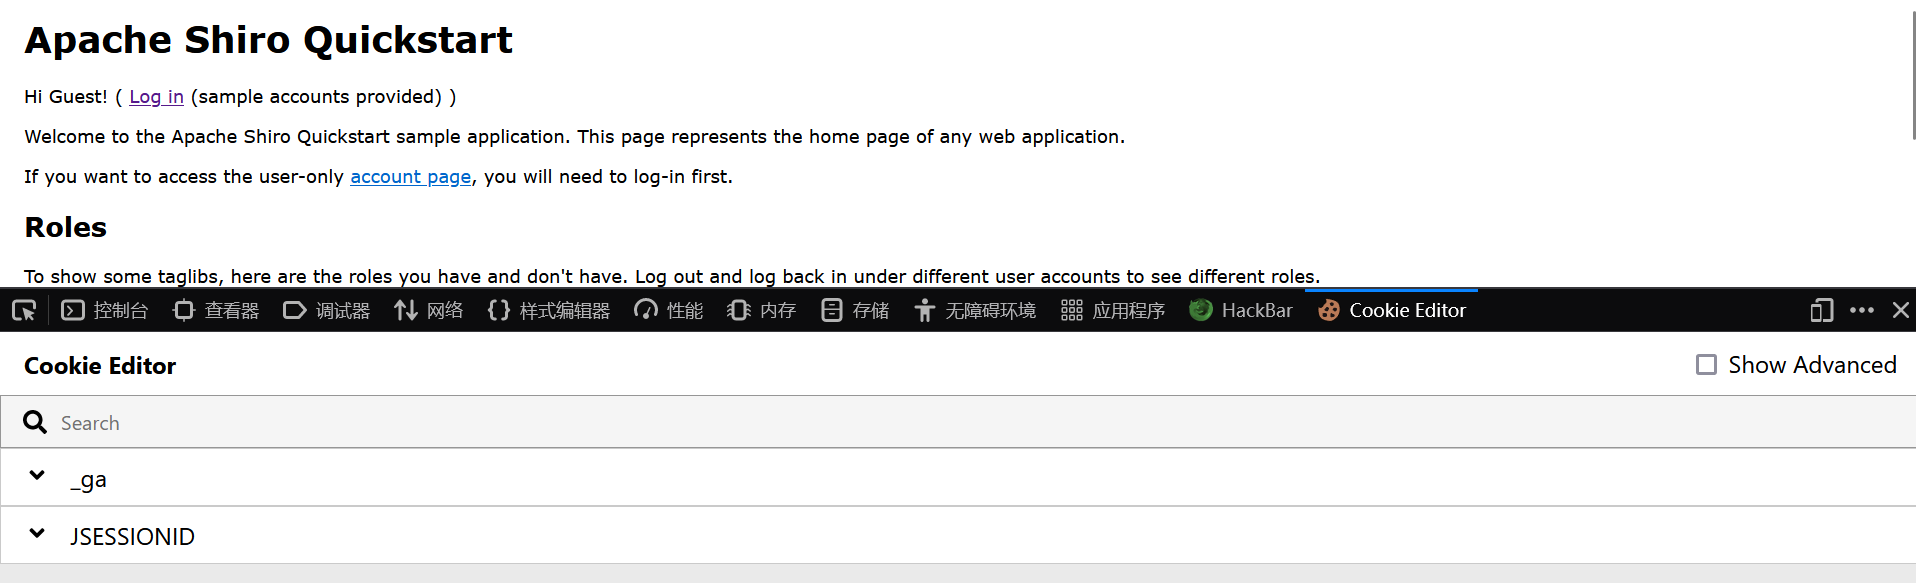 Apache Shiro Quickstart
Hi Guest! ( Log in (sample accounts provided) )
Welcome to the Apache Shiro Quickstart sample application. This page represents the home page of any web application.
If you want to access the user-only account page, you will need to log-in first.
Roles
To show some taglibs, here are the roles you have and don't have. Log out and log back in under different user accounts to see different roles.
控制台 查看器 调试器 网络 样式编辑器 性能 内存 存储 无障碍环境 应用程序 HackBar Cookie Editor
Cookie Editor Show Advanced
Search
_ga
JSESSIONID